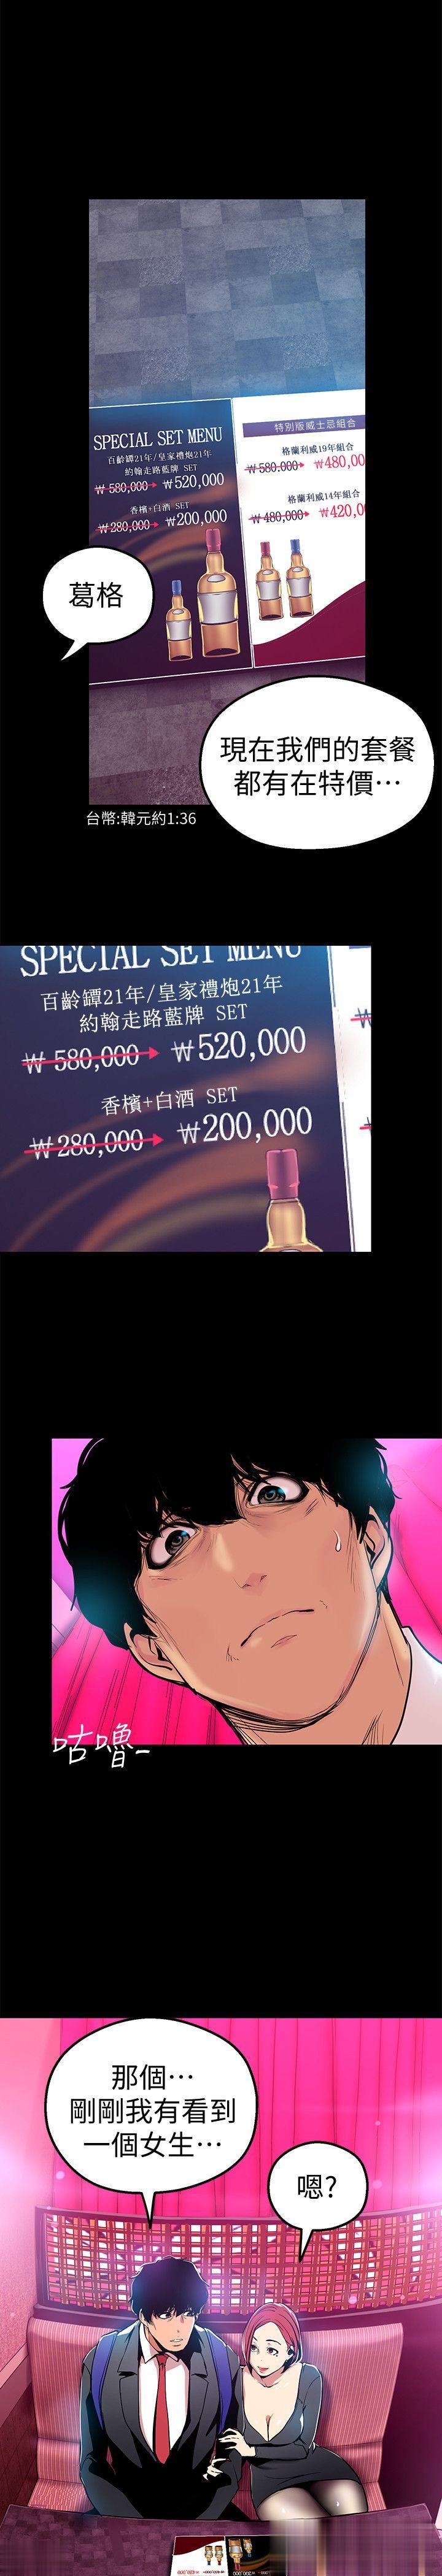 SPECIAL SET MENU
百齡罈21年/皇家禮炮21年
約翰走路藍牌 SET
₩ 580,000 ₩ 520,000
香檳+白酒 SET
₩280,000 ₩ 200,000
特別版威士忌組合
格蘭利威19年組合
₩ 580.000 ₩480,00
格蘭利威14年組合
₩ 480,000 ₩420,0
葛格
現在我們的套餐
都有在特價…
台幣:韓元約1:36
SPECIAL SET MENU
百齡罈21年/皇家禮炮21年
約翰走路藍牌 SET
₩ 580,000 ₩ 520,000
香檳+白酒 SET
₩280,000 ₩200,000
咕嚕
那個…
剛剛我有看到
一個女生…
嗯?